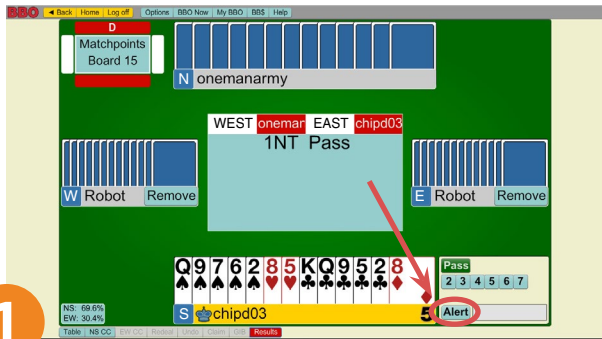 BBO ◄ Back Home Log off Options BBO Now My BBO BB$ Help
D
Matchpoints
Board 15
N onemanarmy
WEST oneman EAST chipd03
1NT Pass
W Robot Remove
E Robot Remove
Q 9 7 6 2 8 5 K Q 9 5 2 8
Pass
2 3 4 5 6 7
NS: 69.6%
EW: 30.4%
S chipd03 5 Alert
Table NS CC EW CC Redeal Undo Claim GIB Results
1